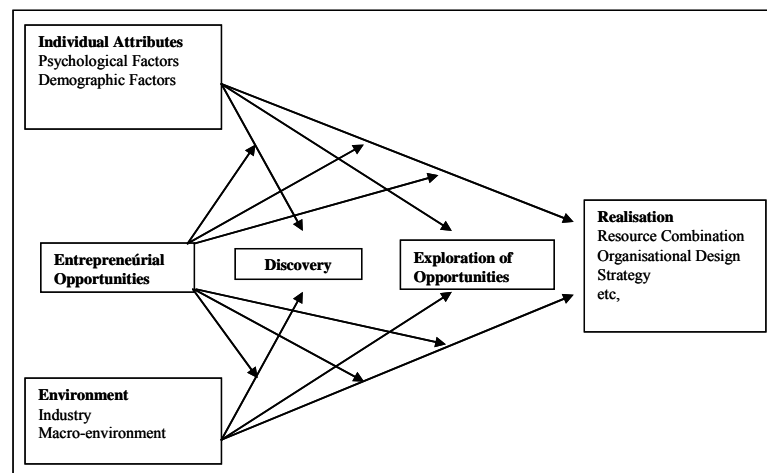 Individual Attributes
Psychological Factors
Demographic Factors
Entrepreneúrial
Opportunities
Discovery
Exploration of
Opportunities
Realisation
Resource Combination
Organisational Design
Strategy
etc,
Environment
Industry
Macro-environment